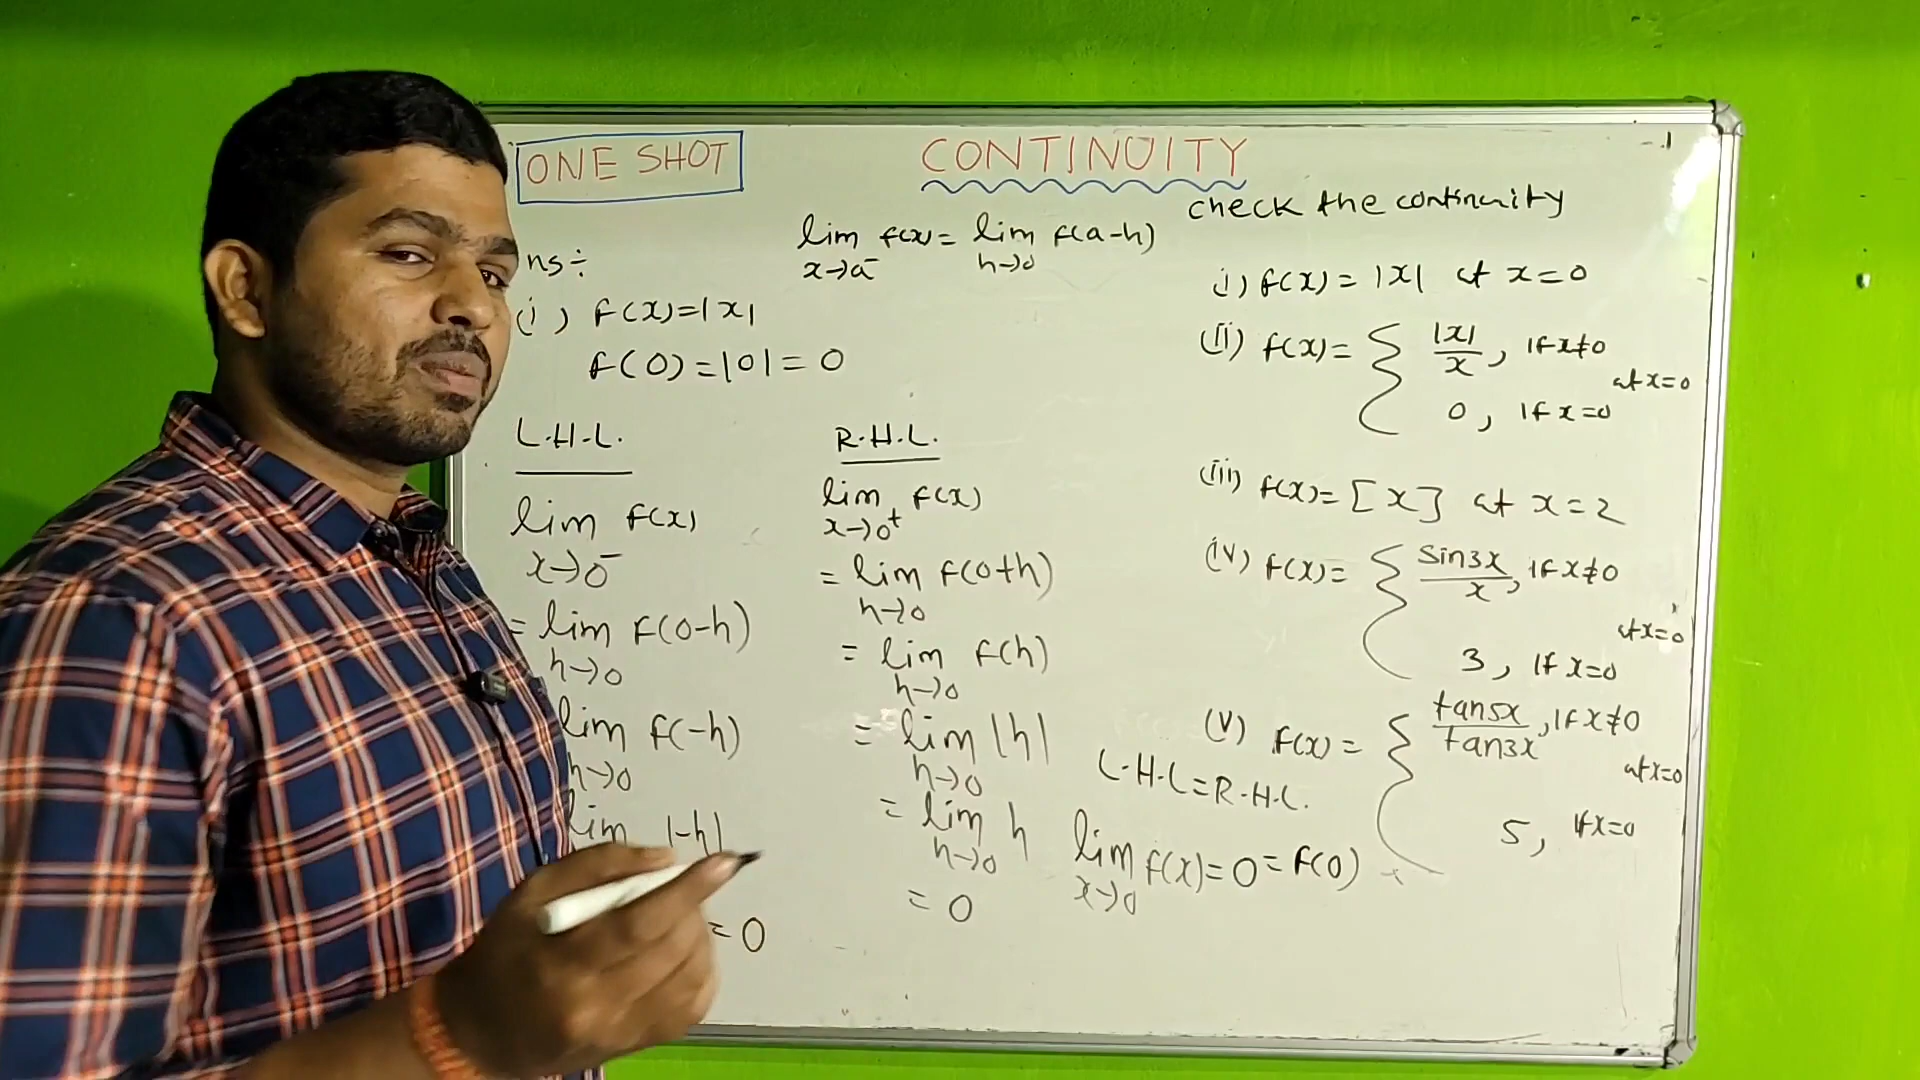 ONE SHOT
CONTINUITY
ns÷
lim f(x) = lim f(a-h)
x→a⁻ h→0
(i) f(x)=|x|
f(0)=|0|=0
L.H.L.
lim f(x)
x→0⁻
= lim f(0-h)
h→0
lim f(-h)
h→0
lim |-h|
= 0
R.H.L.
lim f(x)
x→0⁺
= lim f(0+h)
h→0
= lim f(h)
h→0
= lim |h|
h→0
= lim h
h→0
= 0
L.H.L=R.H.L.
lim f(x)=0=f(0)
x→0
check the continuity
(i) f(x) = |x| at x=0
(ii) f(x)= { |x|/x, if x≠0
at x=0
0, if x=0
(iii) f(x)=[x] at x=2
(iv) f(x)= { sin3x/x, if x≠0
at x=0
3, if x=0
(v) f(x)= { tan5x/tan3x, if x≠0
at x=0
5, if x=0